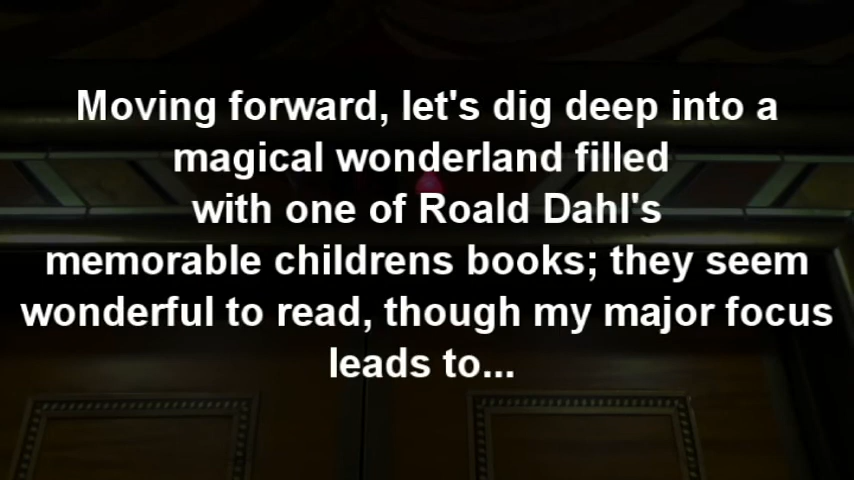 Moving forward, let's dig deep into a
magical wonderland filled
with one of Roald Dahl's
memorable childrens books; they seem
wonderful to read, though my major focus
leads to...